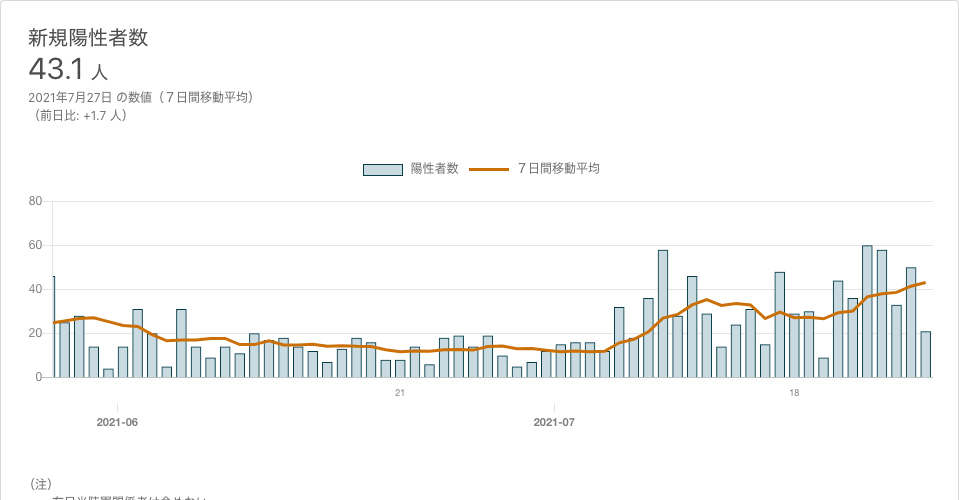 新規陽性者数
43.1 人
2021年7月27日 の数値（７日間移動平均）
（前日比: +1.7 人）
陽性者数 ７日間移動平均
80
60
40
20
0
21 18
2021-06 2021-07
（注）